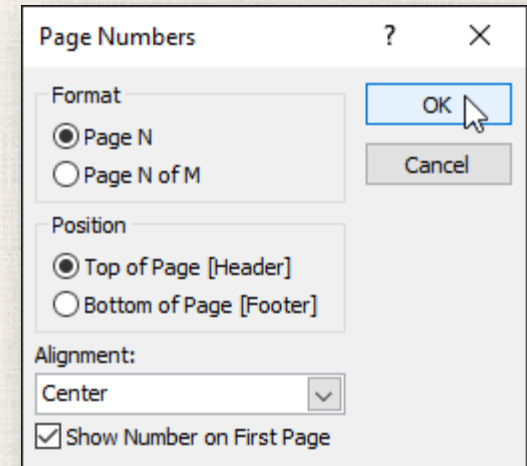 Page Numbers
Format
Page N
Page N of M
Position
Top of Page [Header]
Bottom of Page [Footer]
Alignment:
Center
Show Number on First Page
?
OK
Cancel